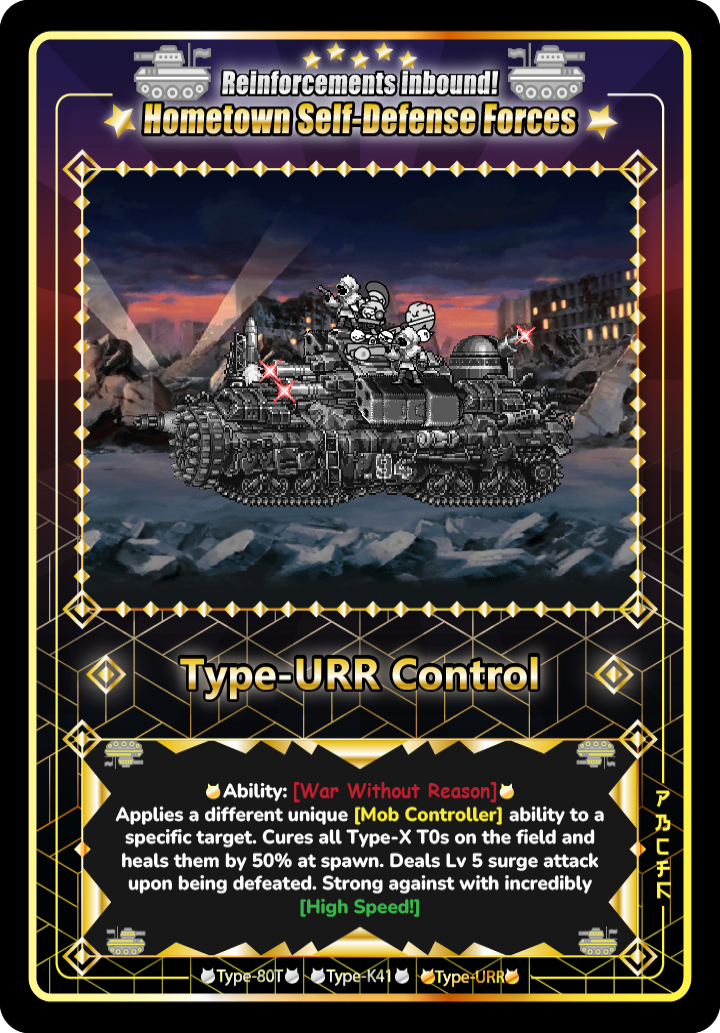 Reinforcements inbound!
Hometown Self-Defense Forces
94
Type-URR Control
Ability: [War Without Reason]
Applies a different unique [Mob Controller] ability to a
specific target. Cures all Type-X T0s on the field and
heals them by 50% at spawn. Deals Lv 5 surge attack
upon being defeated. Strong against with incredibly
[High Speed!]
Type-80T Type-K41 Type-URR